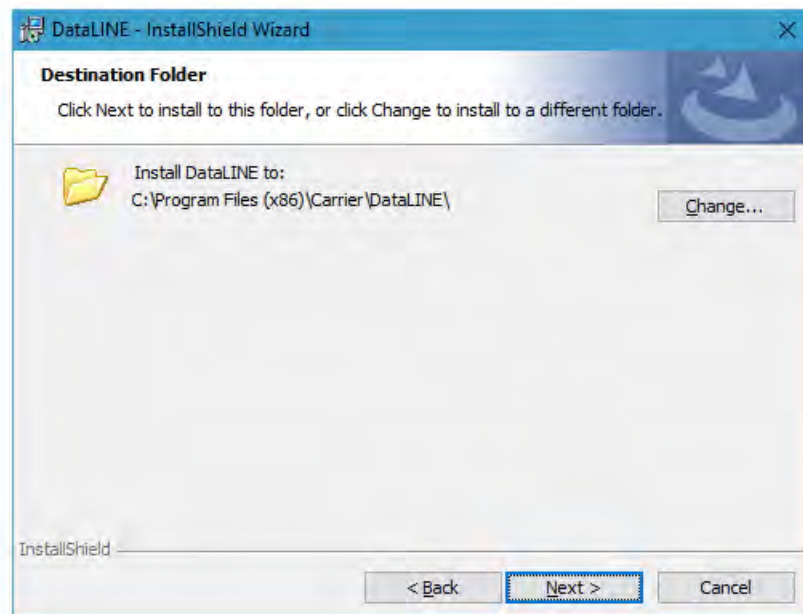 DataLINE - InstallShield Wizard
Destination Folder
Click Next to install to this folder, or click Change to install to a different folder.
Install DataLINE to:
C:\Program Files (x86)\Carrier\DataLINE\
Change...
InstallShield
< Back
Next >
Cancel